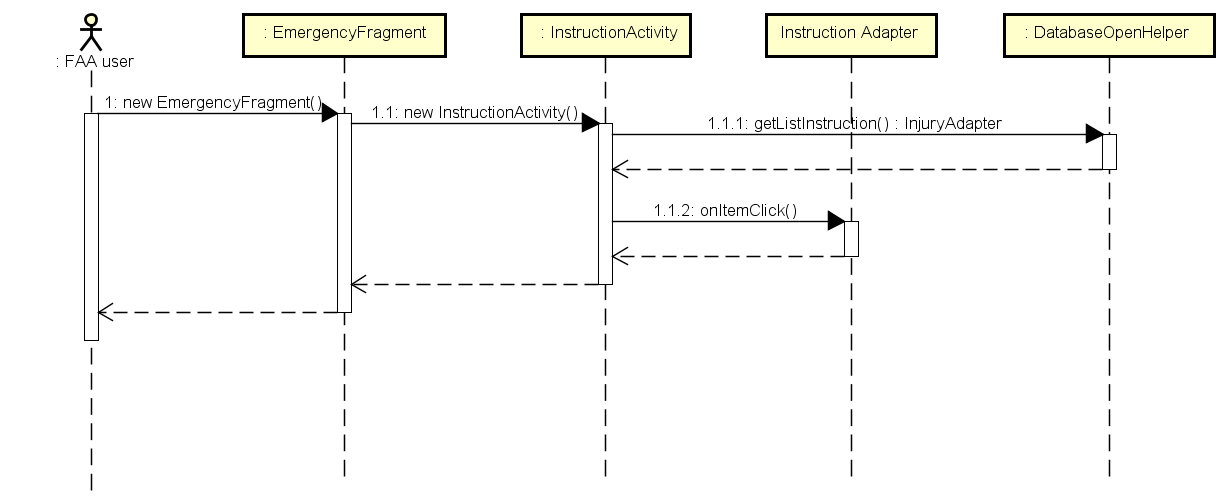 : EmergencyFragment
: InstructionActivity
Instruction Adapter
: DatabaseOpenHelper
: FAA user
1: new EmergencyFragment()
1.1: new InstructionActivity()
1.1.1: getListInstruction() : InjuryAdapter
1.1.2: onItemClick()